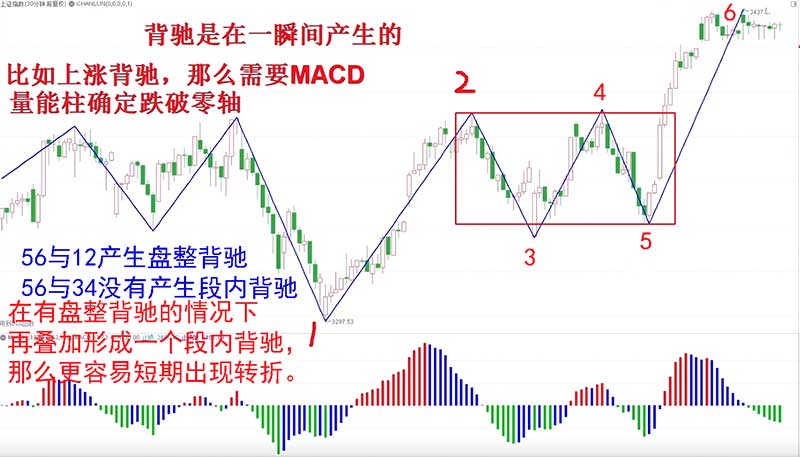 上证指数(30分钟 前复权) CHANLUN(0,0,0,0,1)
背驰是在一瞬间产生的
比如上涨背驰，那么需要MACD
量能柱确定跌破零轴
6
3437.
2
4
3
5
56与12产生盘整背驰
56与34没有产生段内背驰
在有盘整背驰的情况下
再叠加形成一个段内背驰，
那么更容易短期出现转折。
1
3297.53